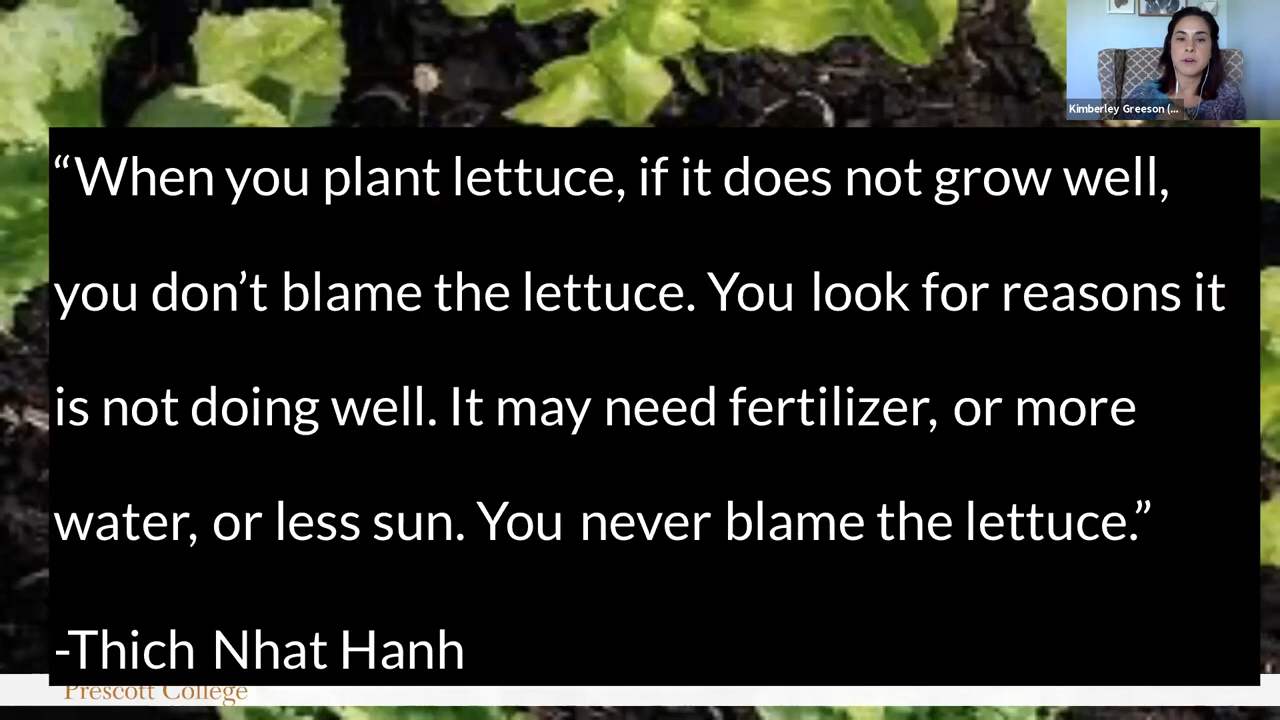 Kimberley Greeson (...
“When you plant lettuce, if it does not grow well,
you don’t blame the lettuce. You look for reasons it
is not doing well. It may need fertilizer, or more
water, or less sun. You never blame the lettuce.”
-Thich Nhat Hanh
Prescott College